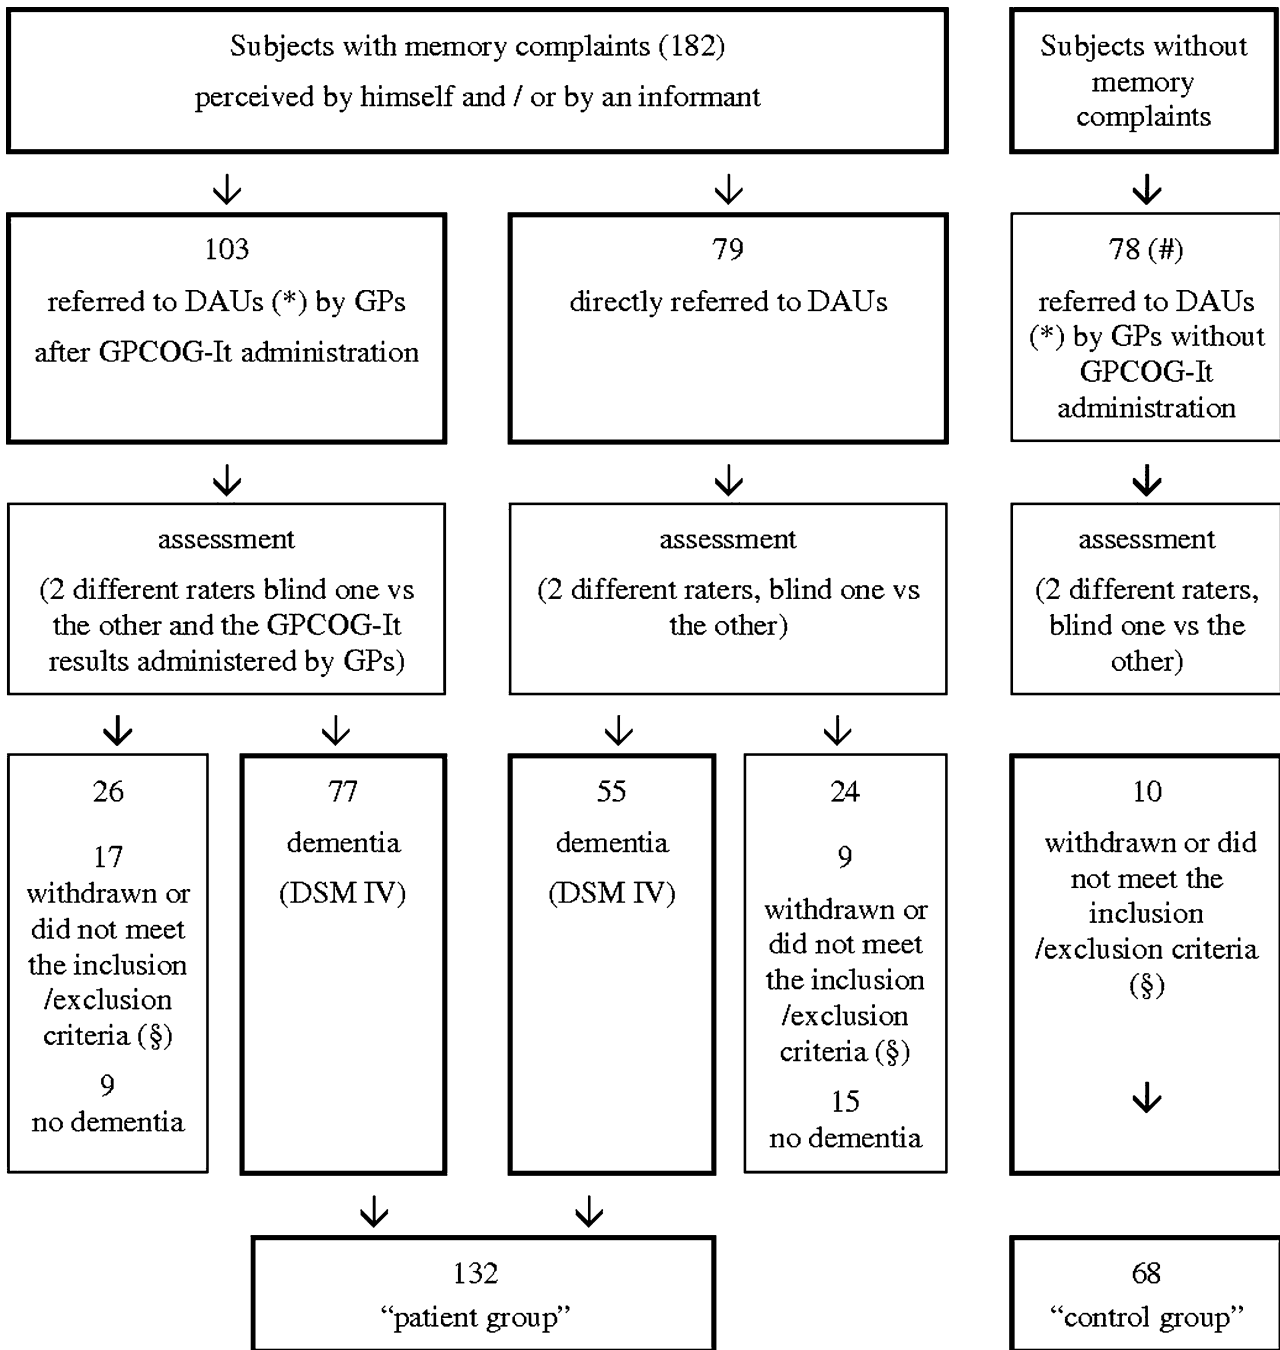 Subjects with memory complaints (182)
perceived by himself and / or by an informant
Subjects without
memory
complaints
103
referred to DAUs (*) by GPs
after GPCOG-It administration
79
directly referred to DAUs
78 (#)
referred to DAUs
(*) by GPs without
GPCOG-It
administration
assessment
(2 different raters blind one vs
the other and the GPCOG-It
results administered by GPs)
assessment
(2 different raters, blind one vs
the other)
assessment
(2 different raters,
blind one vs the
other)
26
17
withdrawn or
did not meet
the inclusion
/exclusion
criteria (§)
9
no dementia
77
dementia
(DSM IV)
55
dementia
(DSM IV)
24
9
withdrawn or
did not meet
the inclusion
/exclusion
criteria (§)
15
no dementia
10
withdrawn or did
not meet the
inclusion
/exclusion criteria
(§)
132
“patient group”
68
“control group”